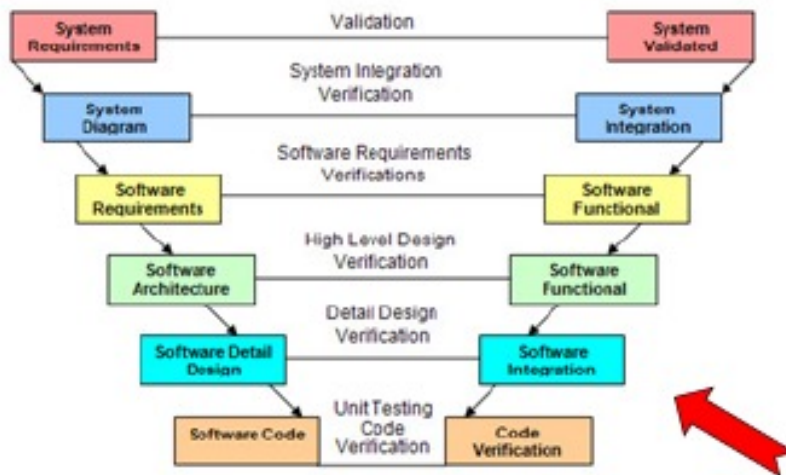 System
Requirements
Validation
System
Validated
System Integration
Verification
System
Diagram
System
Integration
Software Requirements
Verifications
Software
Requirements
Software
Functional
High Level Design
Verification
Software
Architecture
Software
Functional
Detail Design
Verification
Software Detail
Design
Software
Integration
Unit Testing
Code
Verification
Software Code
Code
Verification